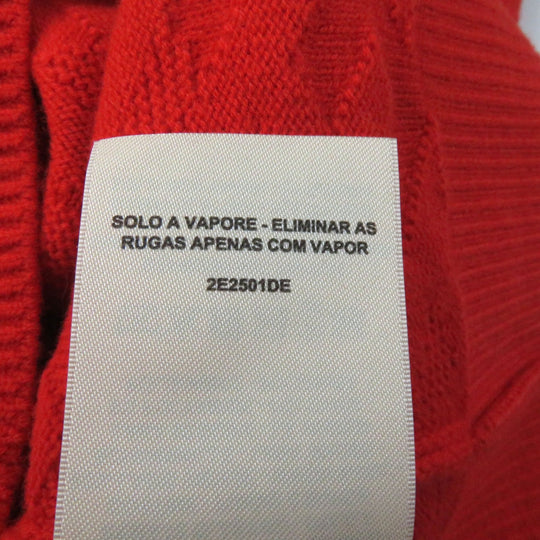 SOLO A VAPORE - ELIMINAR AS
RUGAS APENAS COM VAPOR
2E2501DE